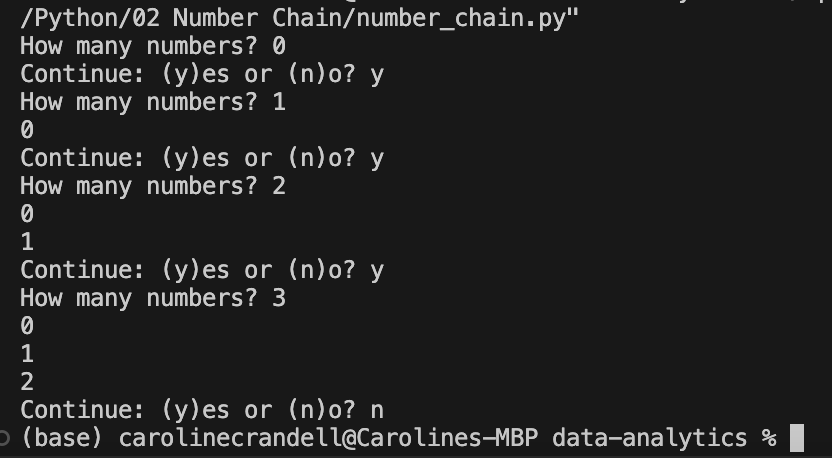 /Python/02 Number Chain/number_chain.py"
How many numbers? 0
Continue: (y)es or (n)o? y
How many numbers? 1
0
Continue: (y)es or (n)o? y
How many numbers? 2
0
1
Continue: (y)es or (n)o? y
How many numbers? 3
0
1
2
Continue: (y)es or (n)o? n
(base) carolinecrandell@Carolines-MBP data-analytics %